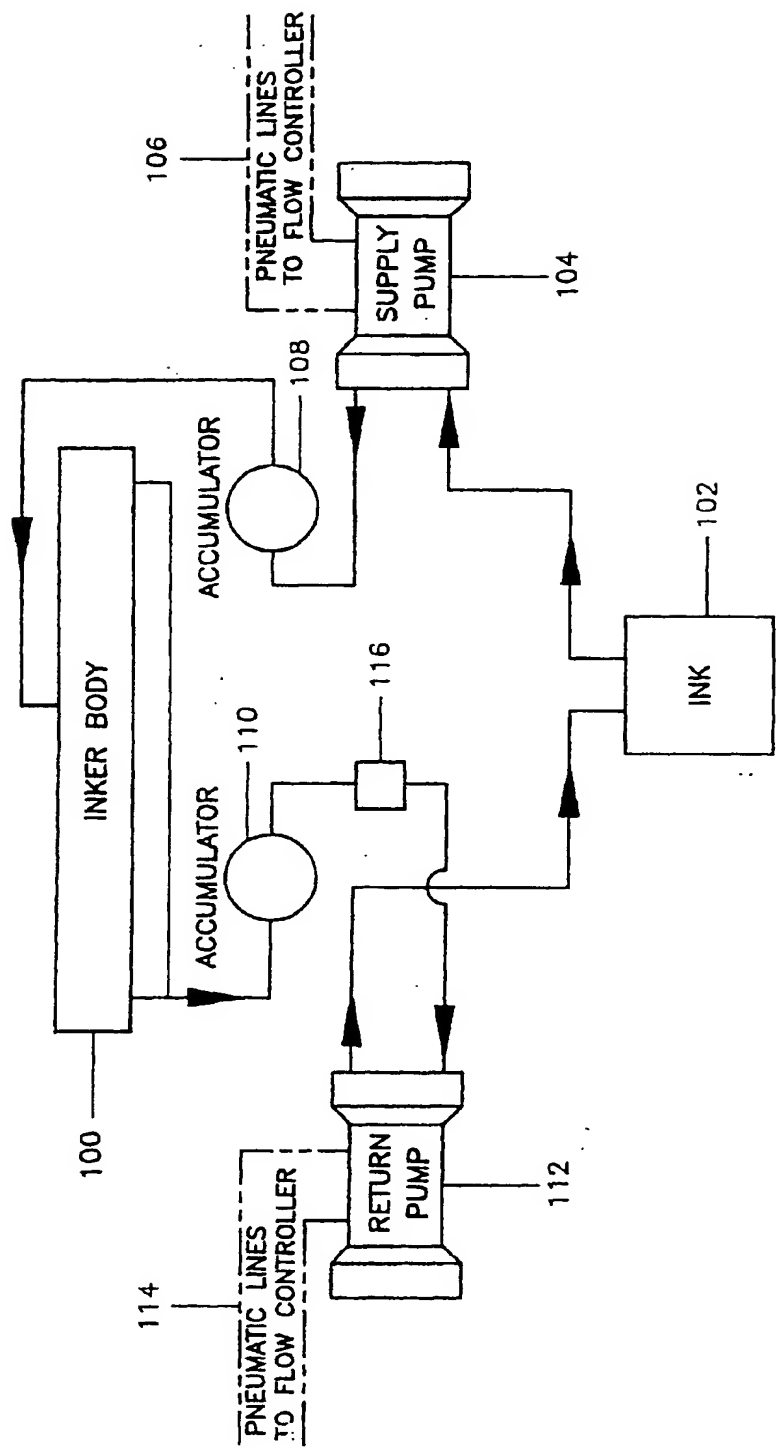 106
PNEUMATIC LINES
TO FLOW CONTROLLER
SUPPLY
PUMP
104
108
ACCUMULATOR
INKER BODY
102
INK
116
110
ACCUMULATOR
100
RETURN
PUMP
112
114
PNEUMATIC LINES
TO FLOW CONTROLLER